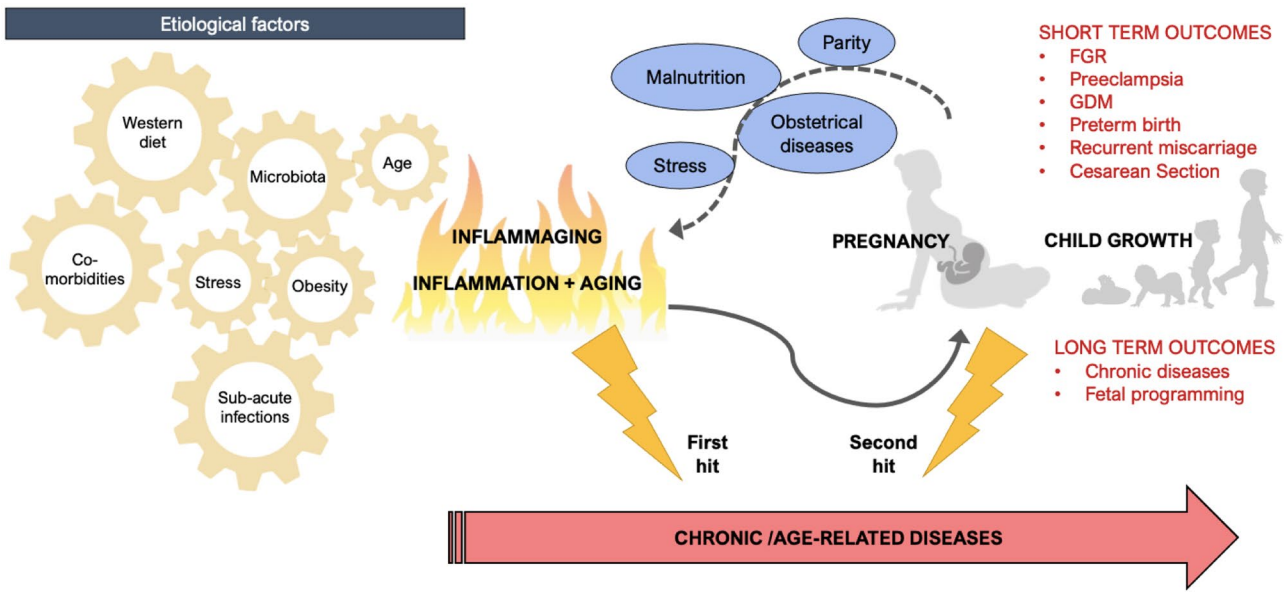 Etiological factors
Western
diet
Microbiota
Age
Co-
morbidities
Stress
Obesity
Sub-acute
infections
INFLAMMAGING
INFLAMMATION + AGING
Parity
Malnutrition
Obstetrical
diseases
Stress
PREGNANCY
CHILD GROWTH
SHORT TERM OUTCOMES
• FGR
• Preeclampsia
• GDM
• Preterm birth
• Recurrent miscarriage
• Cesarean Section
LONG TERM OUTCOMES
• Chronic diseases
• Fetal programming
First
hit
Second
hit
CHRONIC /AGE-RELATED DISEASES